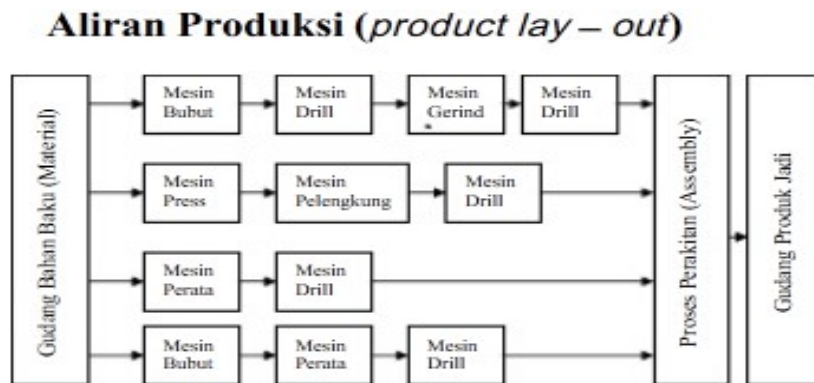 Aliran Produksi (product lay – out)
Gudang Bahan Baku (Material)
Mesin
Bubut
Mesin
Drill
Mesin
Gerind
Mesin
Drill
Mesin
Press
Mesin
Pelengkung
Mesin
Drill
Mesin
Perata
Mesin
Drill
Mesin
Bubut
Mesin
Perata
Mesin
Drill
Proses Perakitan (Assembly)
Gudang Produk Jadi